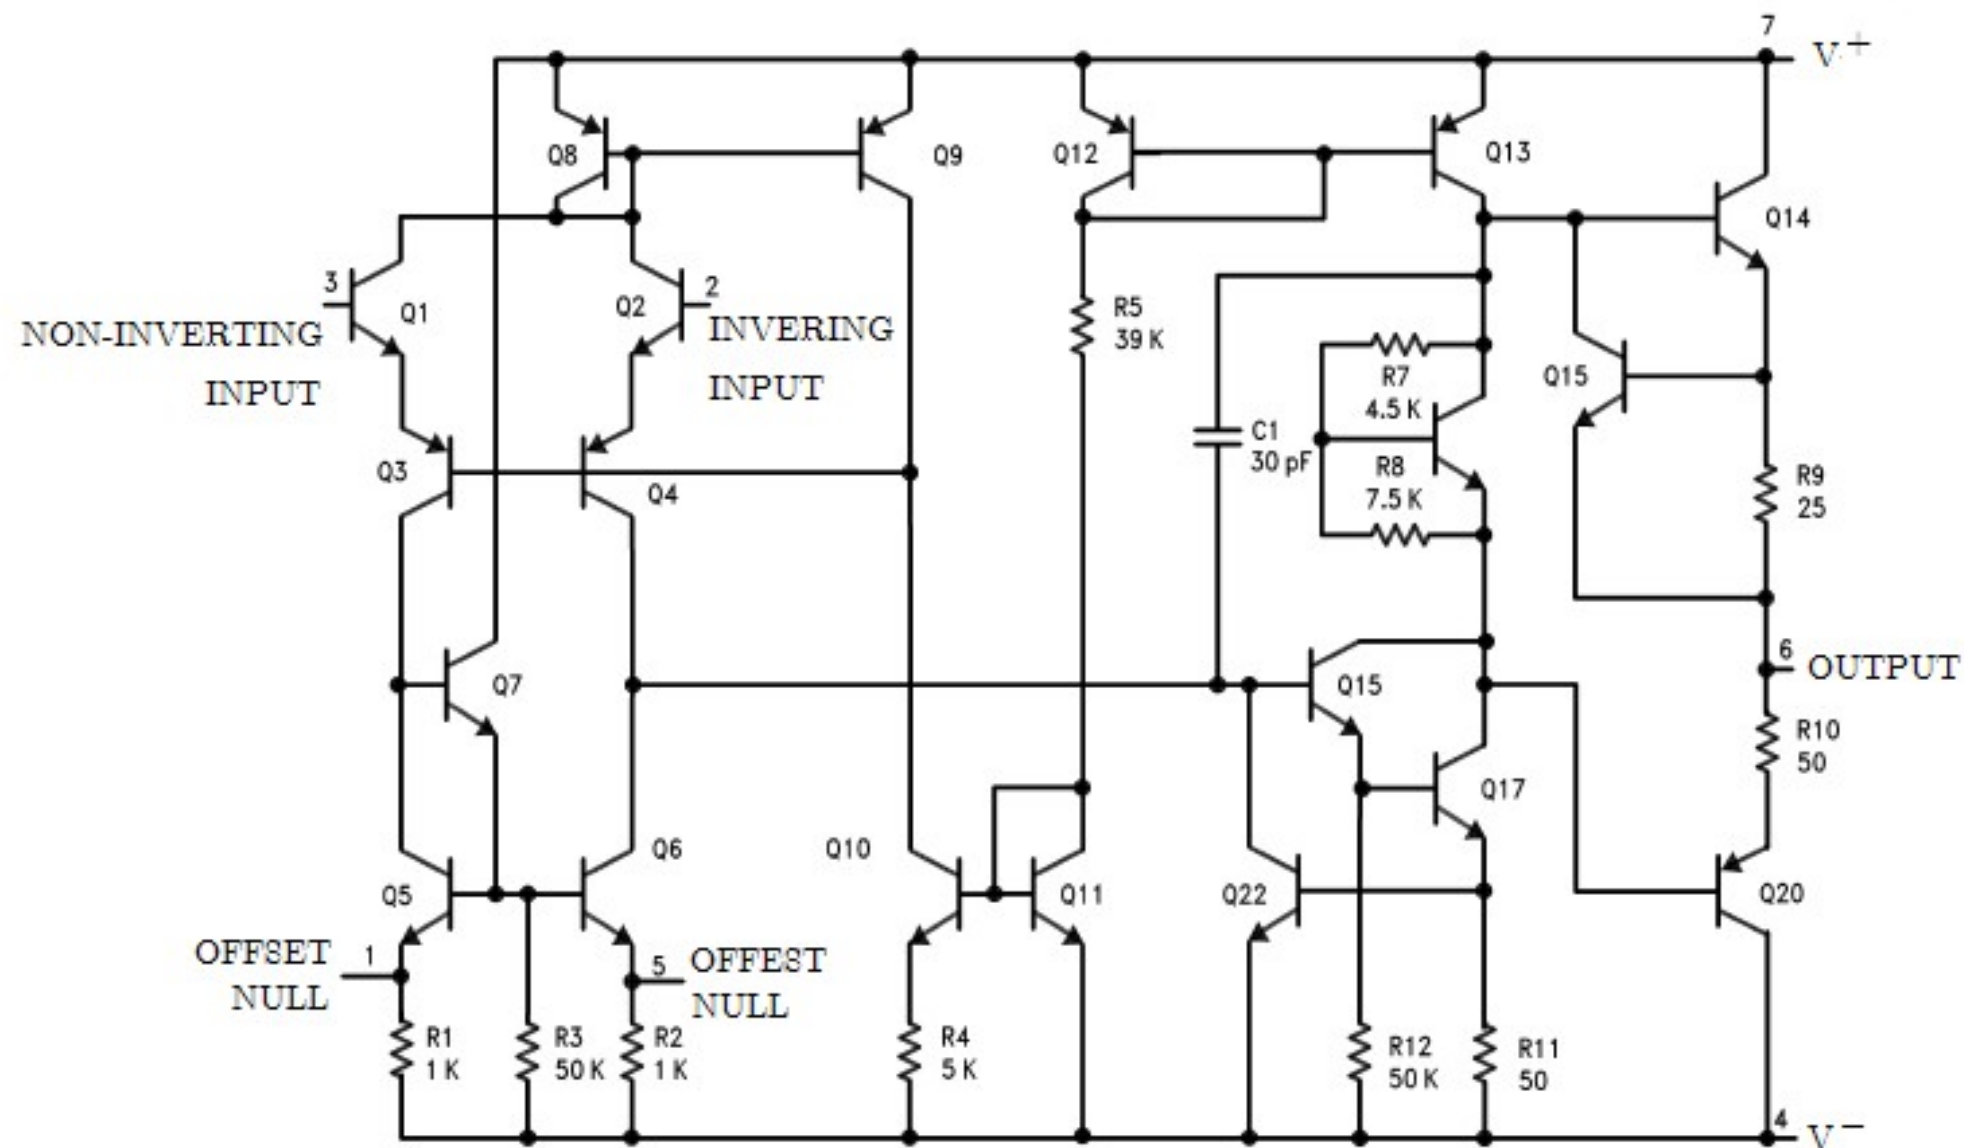 7
V+
Q8
Q9
Q12
Q13
Q14
3
Q1
Q2
2
NON-INVERTING
INPUT
INVERING
INPUT
R5
39 K
R7
4.5 K
Q15
C1
30 pF
R8
7.5 K
R9
25
Q3
Q4
Q7
Q15
6
OUTPUT
R10
50
Q17
Q5
Q6
Q10
Q11
Q22
Q20
OFFSET
NULL
1
5
OFFEST
NULL
R1
1 K
R3
50 K
R2
1 K
R4
5 K
R12
50 K
R11
50
4
V−